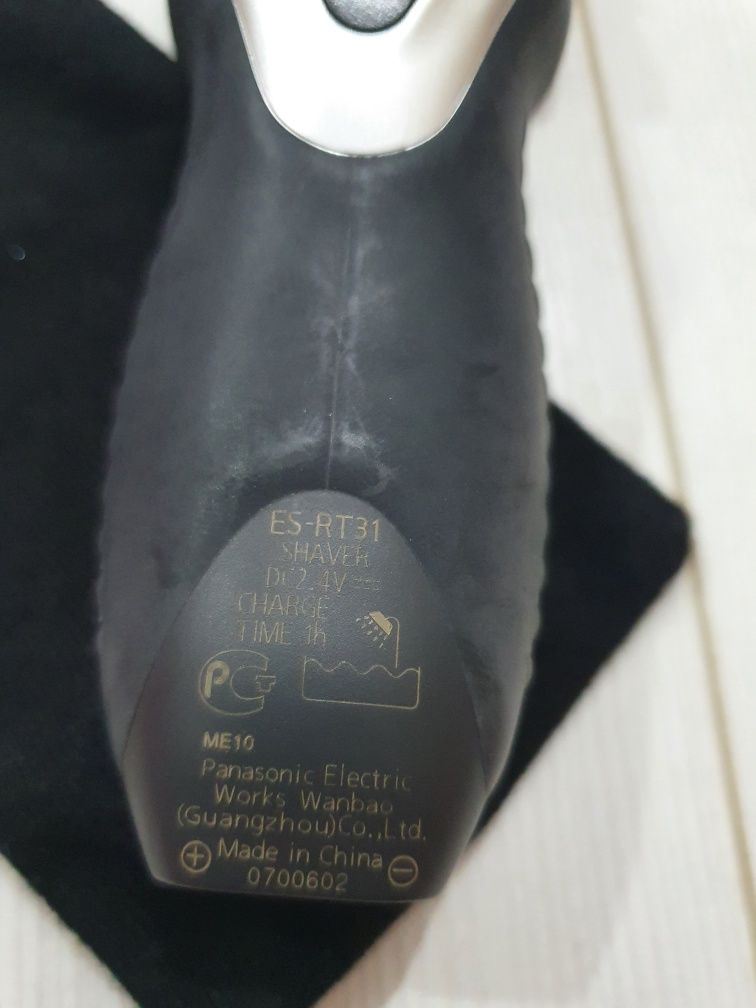 ES-RT31
SHAVER
DC2.4V
CHARGE
TIME 1h
PG
ME10
Panasonic Electric
Works Wanbao
(Guangzhou)Co.,Ltd.
+ Made in China −
0700602